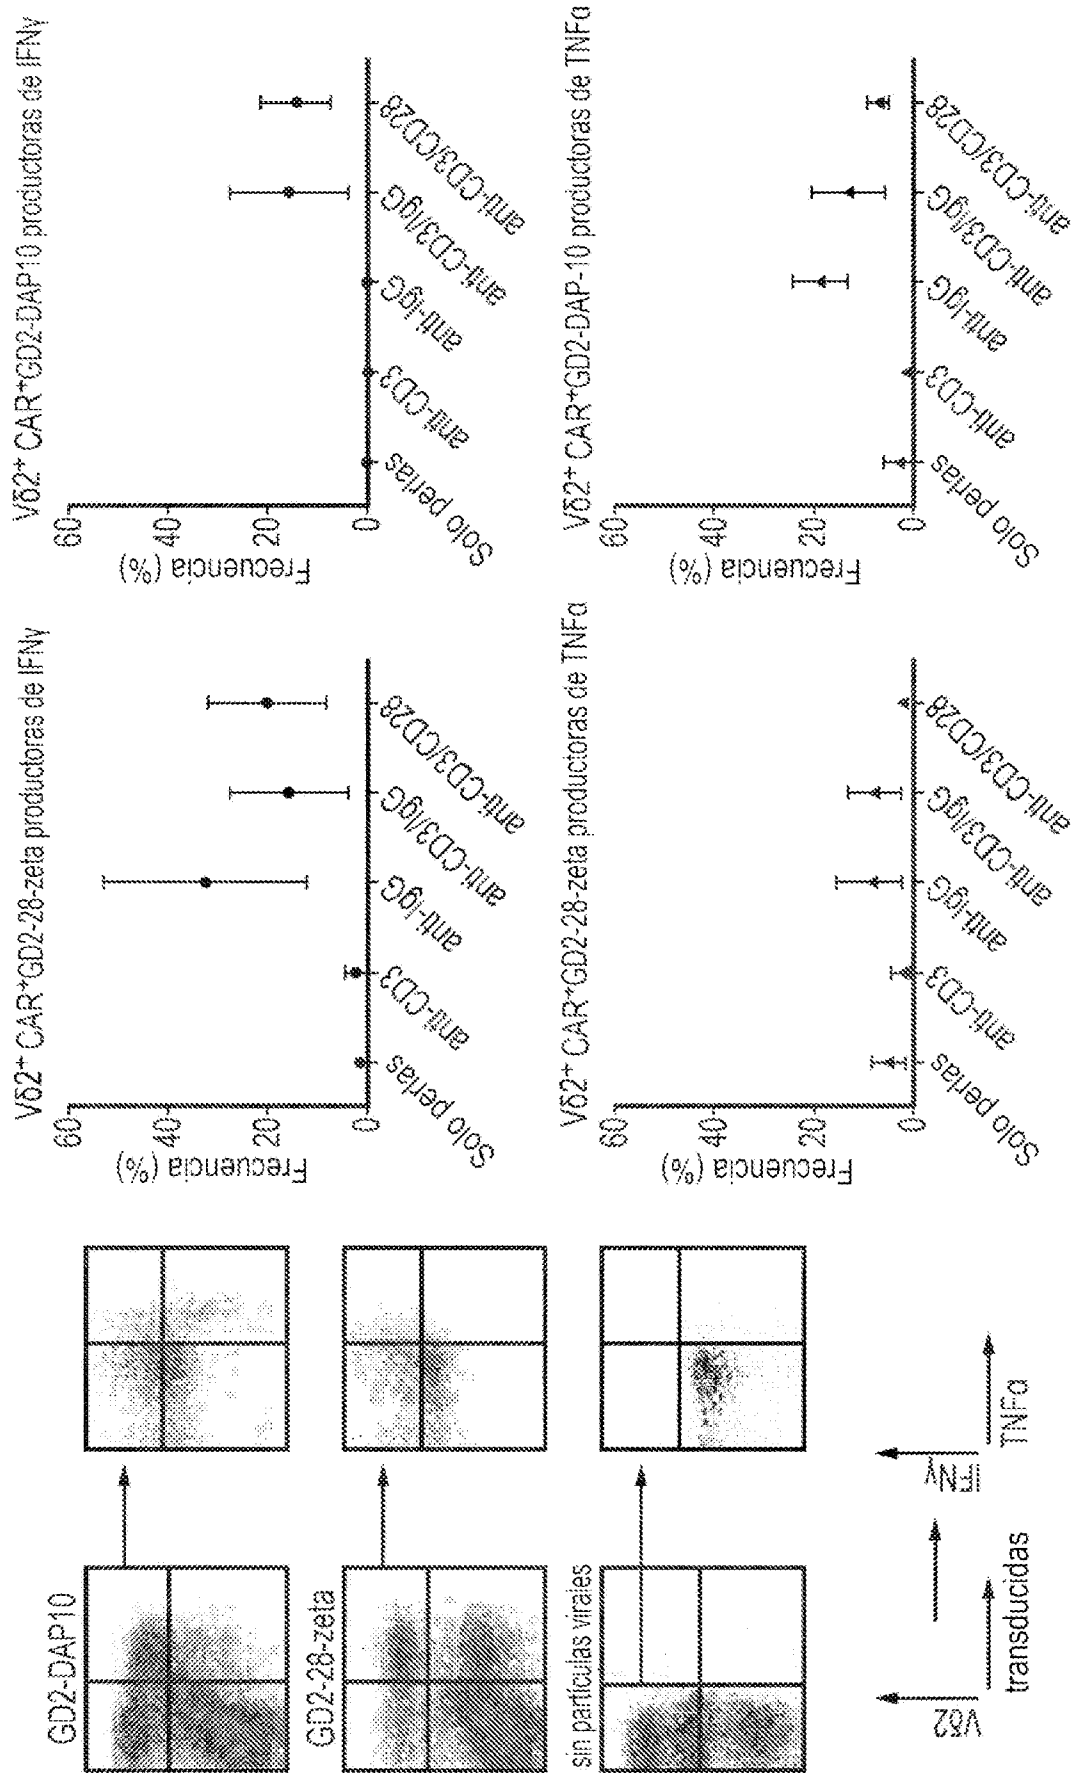 GD2-DAP10
GD2-28-zeta
sin partículas virales
Vδ2
transducidas
IFNγ
TNFα
Vδ2⁺ CAR⁺GD2-28-zeta productoras de IFNγ
Frecuencia (%)
60
40
20
0
Solo perlas
anti-CD3
anti-IgG
anti-CD3/IgG
anti-CD3/CD28
Vδ2⁺ CAR⁺GD2-DAP10 productoras de IFNγ
Frecuencia (%)
60
40
20
0
Solo perlas
anti-CD3
anti-IgG
anti-CD3/IgG
anti-CD3/CD28
Vδ2⁺ CAR⁺GD2-28-zeta productoras de TNFα
Frecuencia (%)
60
40
20
0
Solo perlas
anti-CD3
anti-IgG
anti-CD3/IgG
anti-CD3/CD28
Vδ2⁺ CAR⁺GD2-DAP-10 productoras de TNFα
Frecuencia (%)
60
40
20
0
Solo perlas
anti-CD3
anti-IgG
anti-CD3/IgG
anti-CD3/CD28